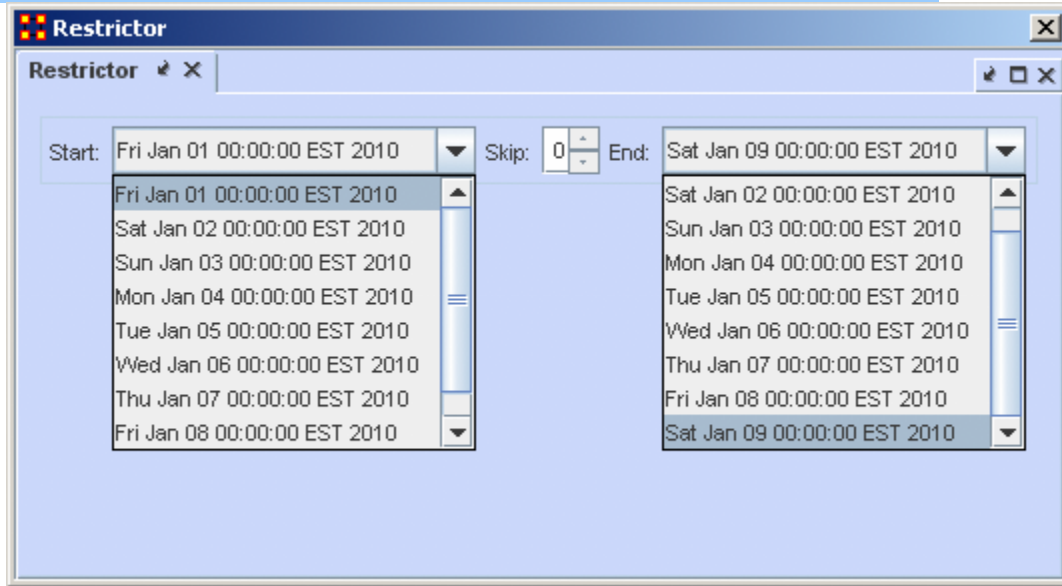 Restrictor
Restrictor
Start: Fri Jan 01 00:00:00 EST 2010 Skip: 0 End: Sat Jan 09 00:00:00 EST 2010
Fri Jan 01 00:00:00 EST 2010
Sat Jan 02 00:00:00 EST 2010
Sun Jan 03 00:00:00 EST 2010
Mon Jan 04 00:00:00 EST 2010
Tue Jan 05 00:00:00 EST 2010
Wed Jan 06 00:00:00 EST 2010
Thu Jan 07 00:00:00 EST 2010
Fri Jan 08 00:00:00 EST 2010
Sat Jan 02 00:00:00 EST 2010
Sun Jan 03 00:00:00 EST 2010
Mon Jan 04 00:00:00 EST 2010
Tue Jan 05 00:00:00 EST 2010
Wed Jan 06 00:00:00 EST 2010
Thu Jan 07 00:00:00 EST 2010
Fri Jan 08 00:00:00 EST 2010
Sat Jan 09 00:00:00 EST 2010